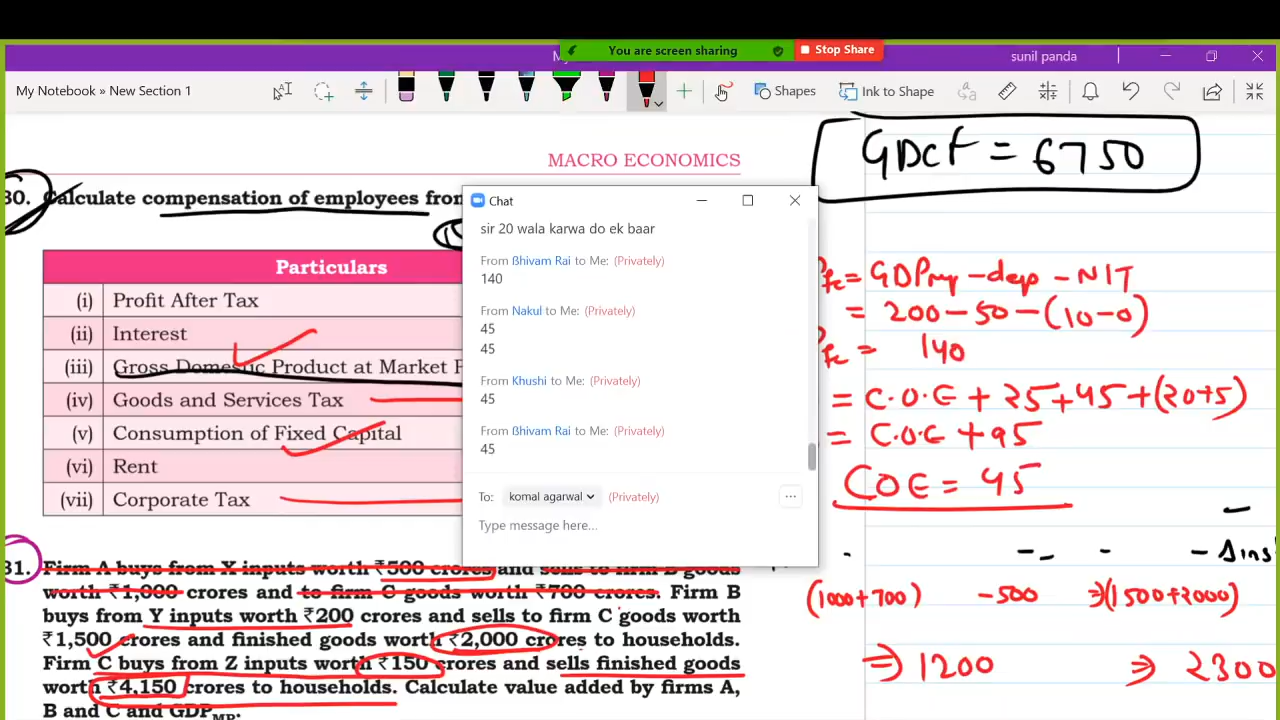 You are screen sharing
Stop Share
sunil panda
My Notebook » New Section 1
Shapes
Ink to Shape
MACRO ECONOMICS
GDCF = 6750
30. Calculate compensation of employees from
Particulars
(i) Profit After Tax
(ii) Interest
(iii) Gross Domestic Product at Market P
(iv) Goods and Services Tax
(v) Consumption of Fixed Capital
(vi) Rent
(vii) Corporate Tax
Chat
sir 20 wala karwa do ek baar
From ßhivam Rai to Me: (Privately)
140
From Nakul to Me: (Privately)
45
45
From Khushi to Me: (Privately)
45
From ßhivam Rai to Me: (Privately)
45
To: komal agarwal (Privately)
Type message here...
Pfc = GDPmp - dep - NIT
= 200 - 50 - (10-0)
Pfc = 140
= C.O.E + 25 + 45 + (20+5)
= C.O.E + 95
COE = 45
(1000+700) - 500 ⇒ (1500+2000)
⇒ 1200 ⇒ 2300
31. Firm A buys from X inputs worth ₹500 crores and sells to firm B goods
worth ₹1,000 crores and to firm C goods worth ₹700 crores. Firm B
buys from Y inputs worth ₹200 crores and sells to firm C goods worth
₹1,500 crores and finished goods worth ₹2,000 crores to households.
Firm C buys from Z inputs worth ₹150 crores and sells finished goods
worth ₹4,150 crores to households. Calculate value added by firms A,
B and C and GDPMP.